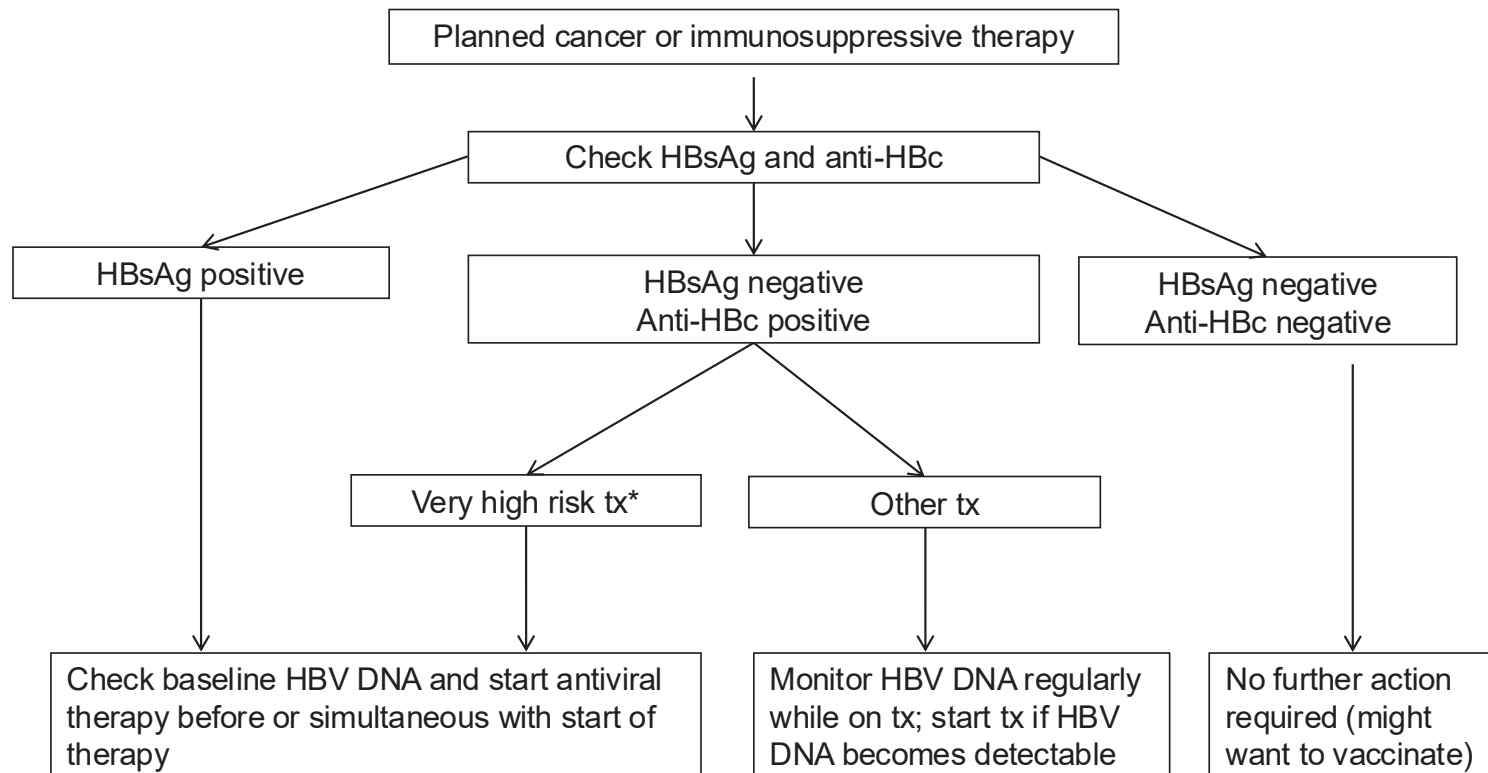 Planned cancer or immunosuppressive therapy
Check HBsAg and anti-HBc
HBsAg positive
HBsAg negative
Anti-HBc positive
HBsAg negative
Anti-HBc negative
Very high risk tx*
Other tx
Check baseline HBV DNA and start antiviral
therapy before or simultaneous with start of
therapy
Monitor HBV DNA regularly
while on tx; start tx if HBV
DNA becomes detectable
No further action
required (might
want to vaccinate)